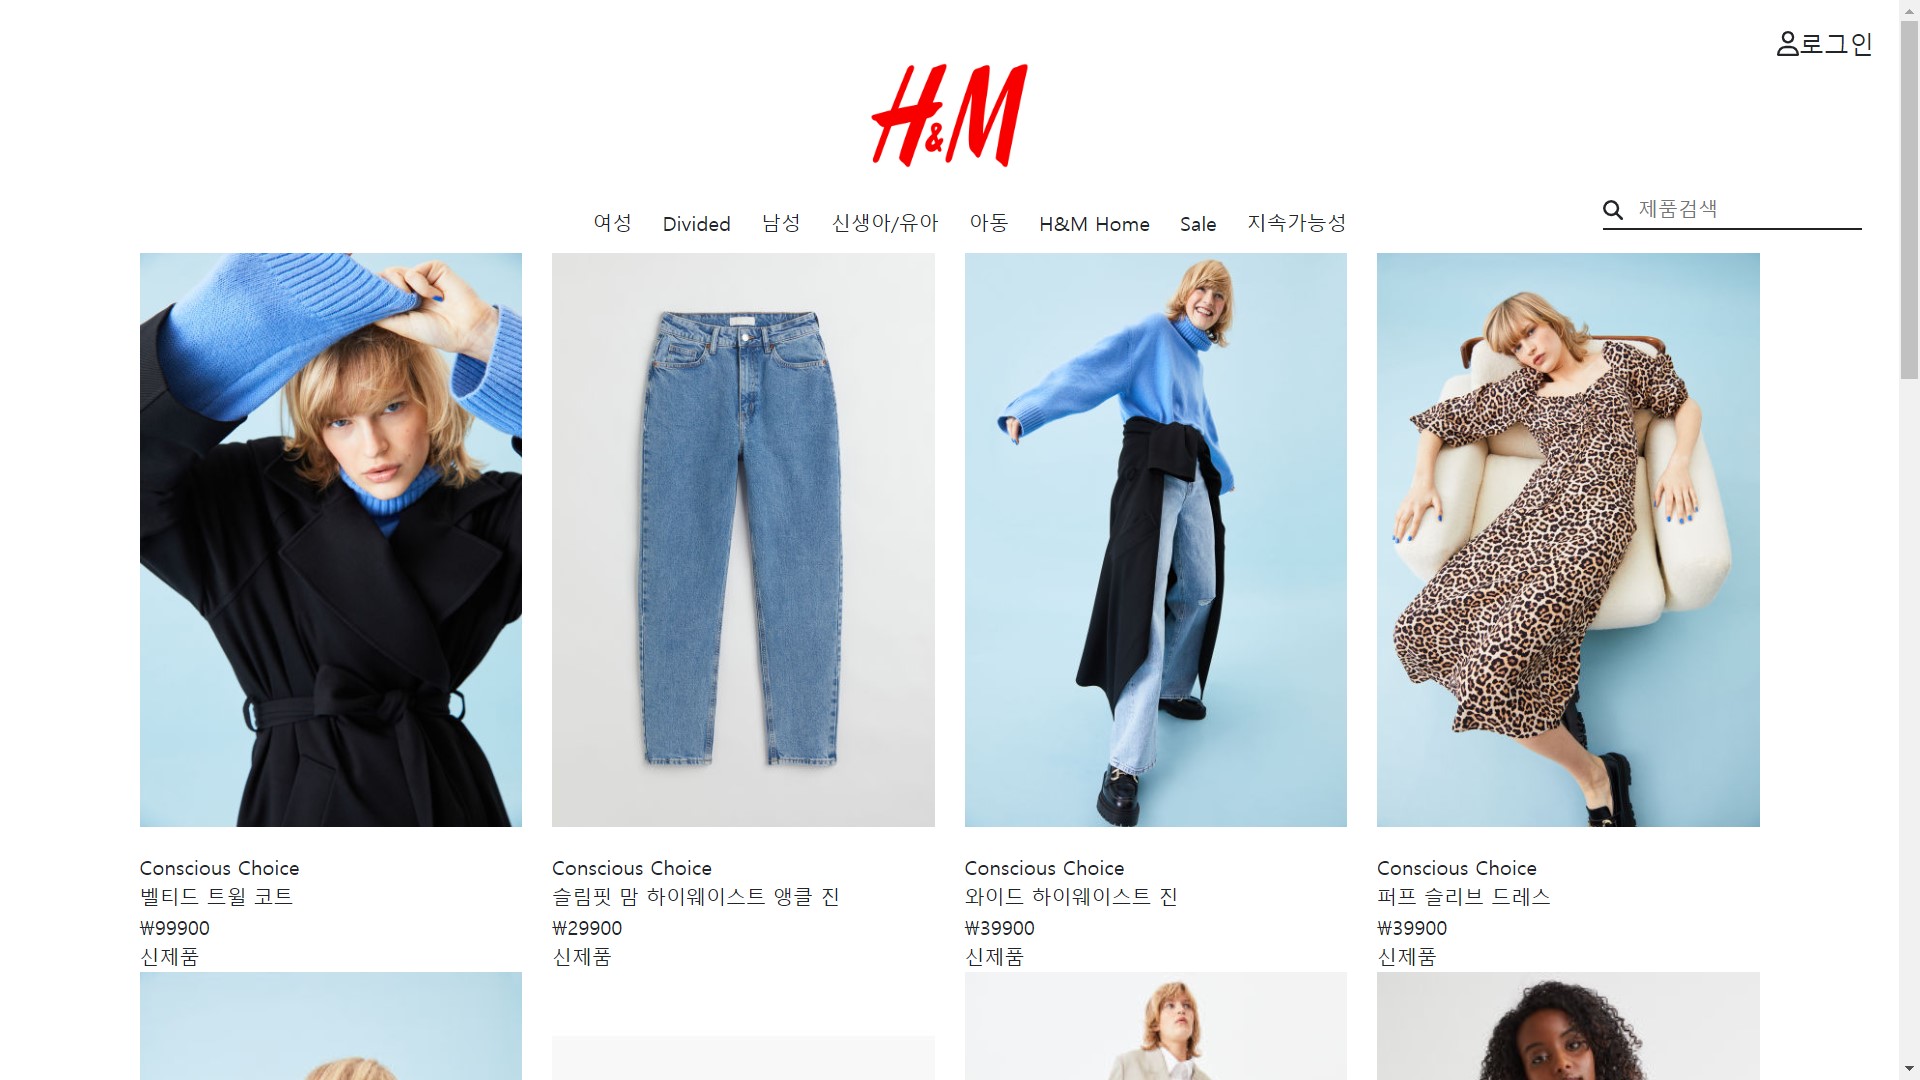 로그인
H&M
여성 Divided 남성 신생아/유아 아동 H&M Home Sale 지속가능성
제품검색
Conscious Choice
벨티드 트윌 코트
₩99900
신제품
Conscious Choice
슬림핏 맘 하이웨이스트 앵클 진
₩29900
신제품
Conscious Choice
와이드 하이웨이스트 진
₩39900
신제품
Conscious Choice
퍼프 슬리브 드레스
₩39900
신제품